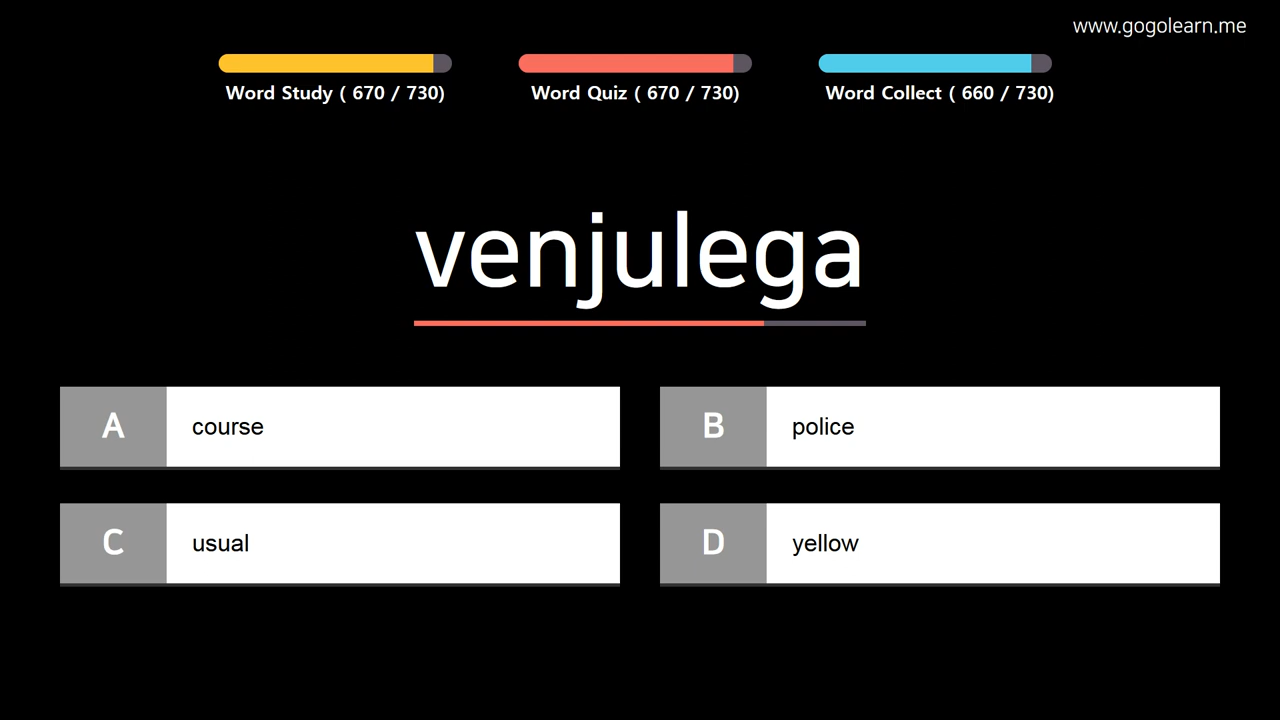 www.gogolearn.me
Word Study ( 670 / 730)
Word Quiz ( 670 / 730)
Word Collect ( 660 / 730)
venjulega
A
course
B
police
C
usual
D
yellow